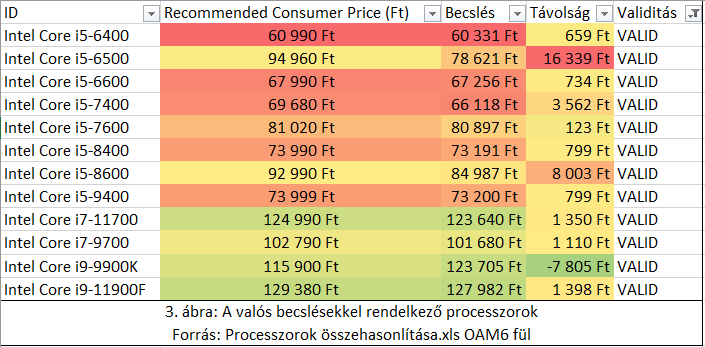 ID Recommended Consumer Price (Ft) Becslés Távolság Validitás
Intel Core i5-6400 60 990 Ft 60 331 Ft 659 Ft VALID
Intel Core i5-6500 94 960 Ft 78 621 Ft 16 339 Ft VALID
Intel Core i5-6600 67 990 Ft 67 256 Ft 734 Ft VALID
Intel Core i5-7400 69 680 Ft 66 118 Ft 3 562 Ft VALID
Intel Core i5-7600 81 020 Ft 80 897 Ft 123 Ft VALID
Intel Core i5-8400 73 990 Ft 73 191 Ft 799 Ft VALID
Intel Core i5-8600 92 990 Ft 84 987 Ft 8 003 Ft VALID
Intel Core i5-9400 73 999 Ft 73 200 Ft 799 Ft VALID
Intel Core i7-11700 124 990 Ft 123 640 Ft 1 350 Ft VALID
Intel Core i7-9700 102 790 Ft 101 680 Ft 1 110 Ft VALID
Intel Core i9-9900K 115 900 Ft 123 705 Ft -7 805 Ft VALID
Intel Core i9-11900F 129 380 Ft 127 982 Ft 1 398 Ft VALID
3. ábra: A valós becslésekkel rendelkező processzorok
Forrás: Processzorok összehasonlítása.xls OAM6 fül